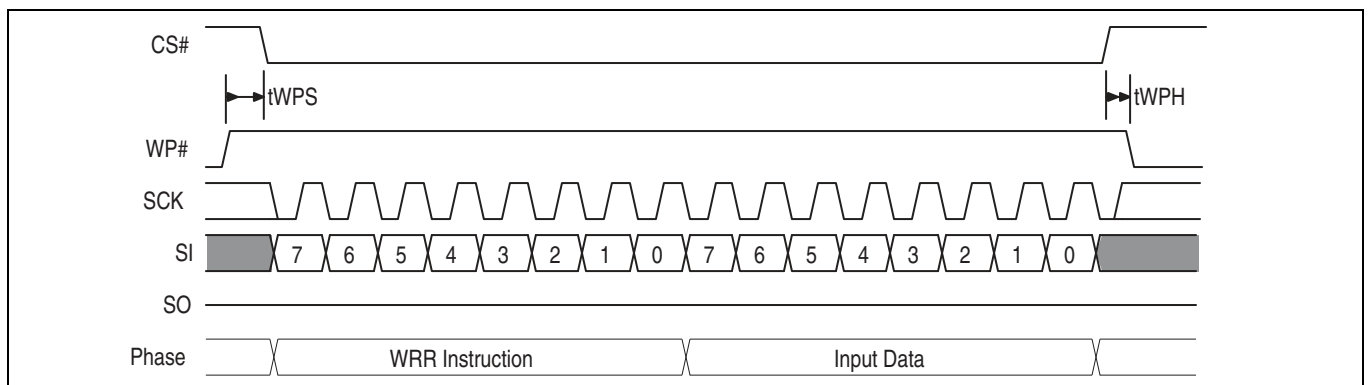 CS#
tWPS
tWPH
WP#
SCK
SI 7 6 5 4 3 2 1 0 7 6 5 4 3 2 1 0
SO
Phase WRR Instruction Input Data